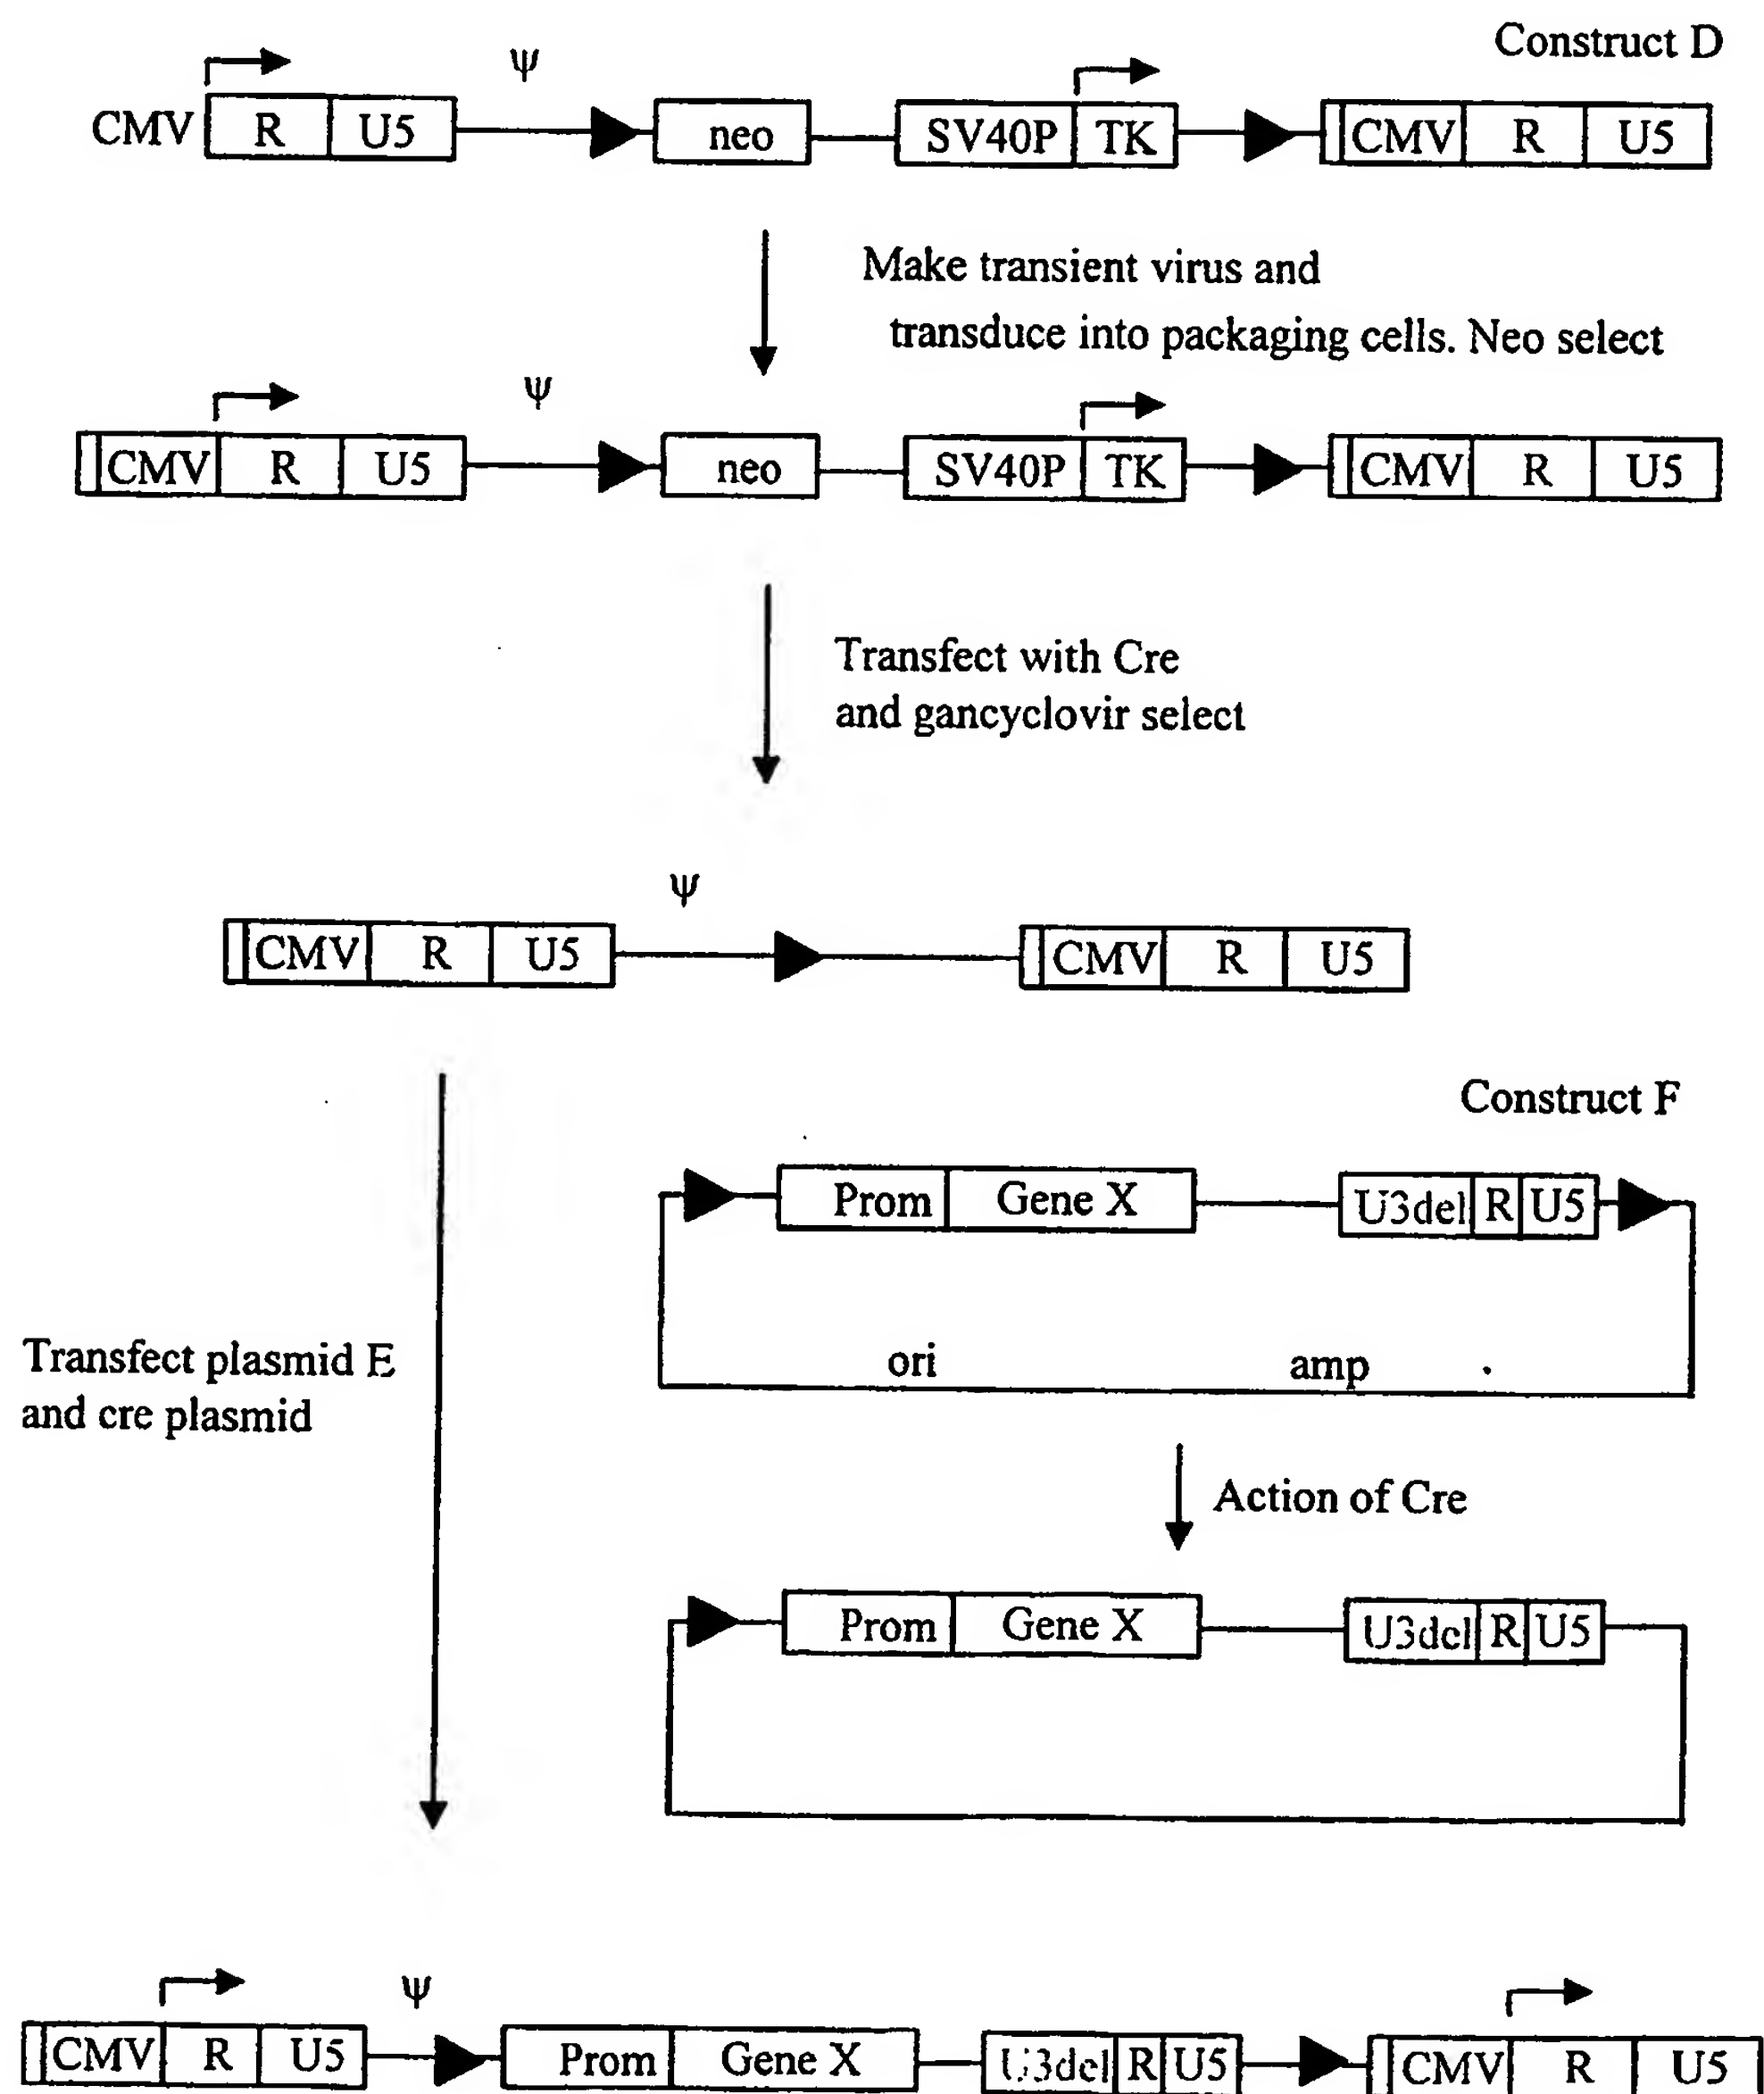 Construct D
ψ
CMV R U5 neo SV40P TK CMV R U5
Make transient virus and
transduce into packaging cells. Neo select
ψ
CMV R U5 neo SV40P TK CMV R U5
Transfect with Cre
and gancyclovir select
ψ
CMV R U5 CMV R U5
Construct F
Prom Gene X U3del R U5
ori amp
Transfect plasmid E
and cre plasmid
Action of Cre
Prom Gene X U3del R U5
ψ
CMV R U5 Prom Gene X U3del R U5 CMV R U5